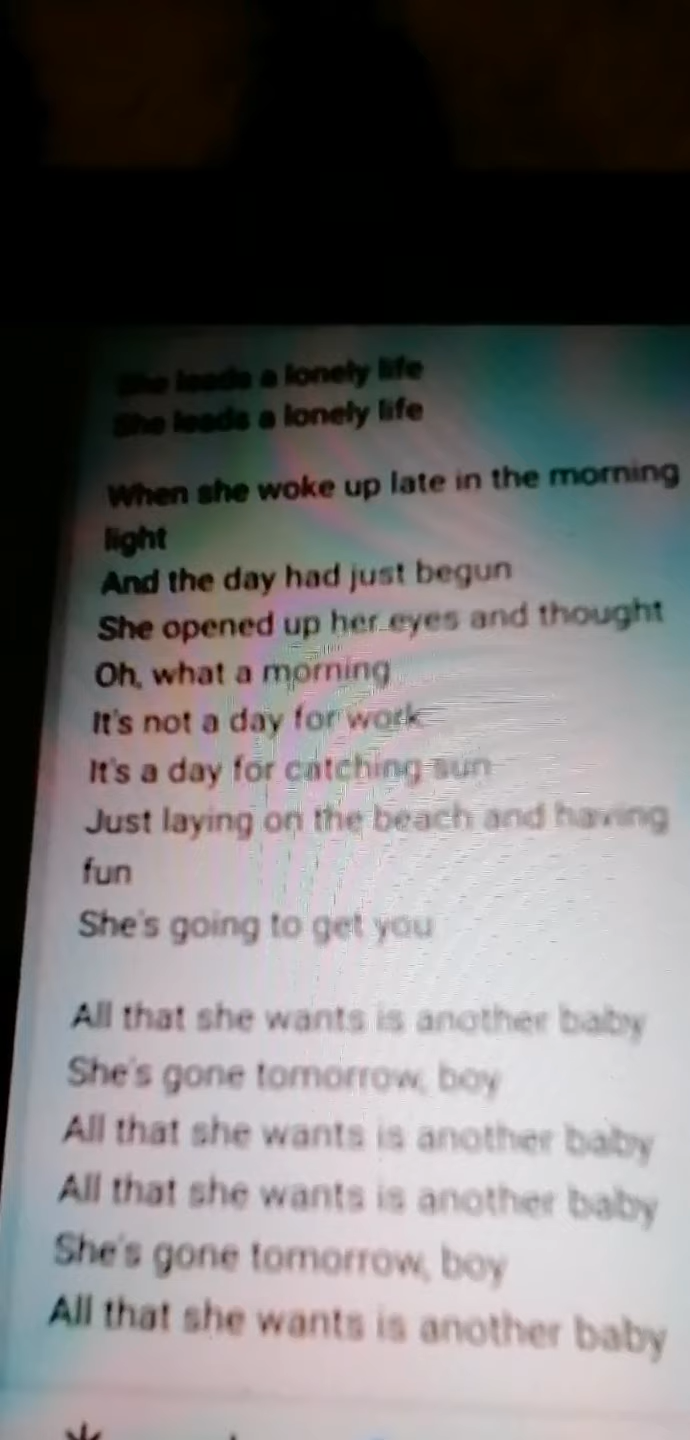 She leads a lonely life
She leads a lonely life
When she woke up late in the morning
light
And the day had just begun
She opened up her eyes and thought
Oh, what a morning
It's not a day for work
It's a day for catching sun
Just laying on the beach and having
fun
She's going to get you
All that she wants is another baby
She's gone tomorrow, boy
All that she wants is another baby
All that she wants is another baby
She's gone tomorrow, boy
All that she wants is another baby